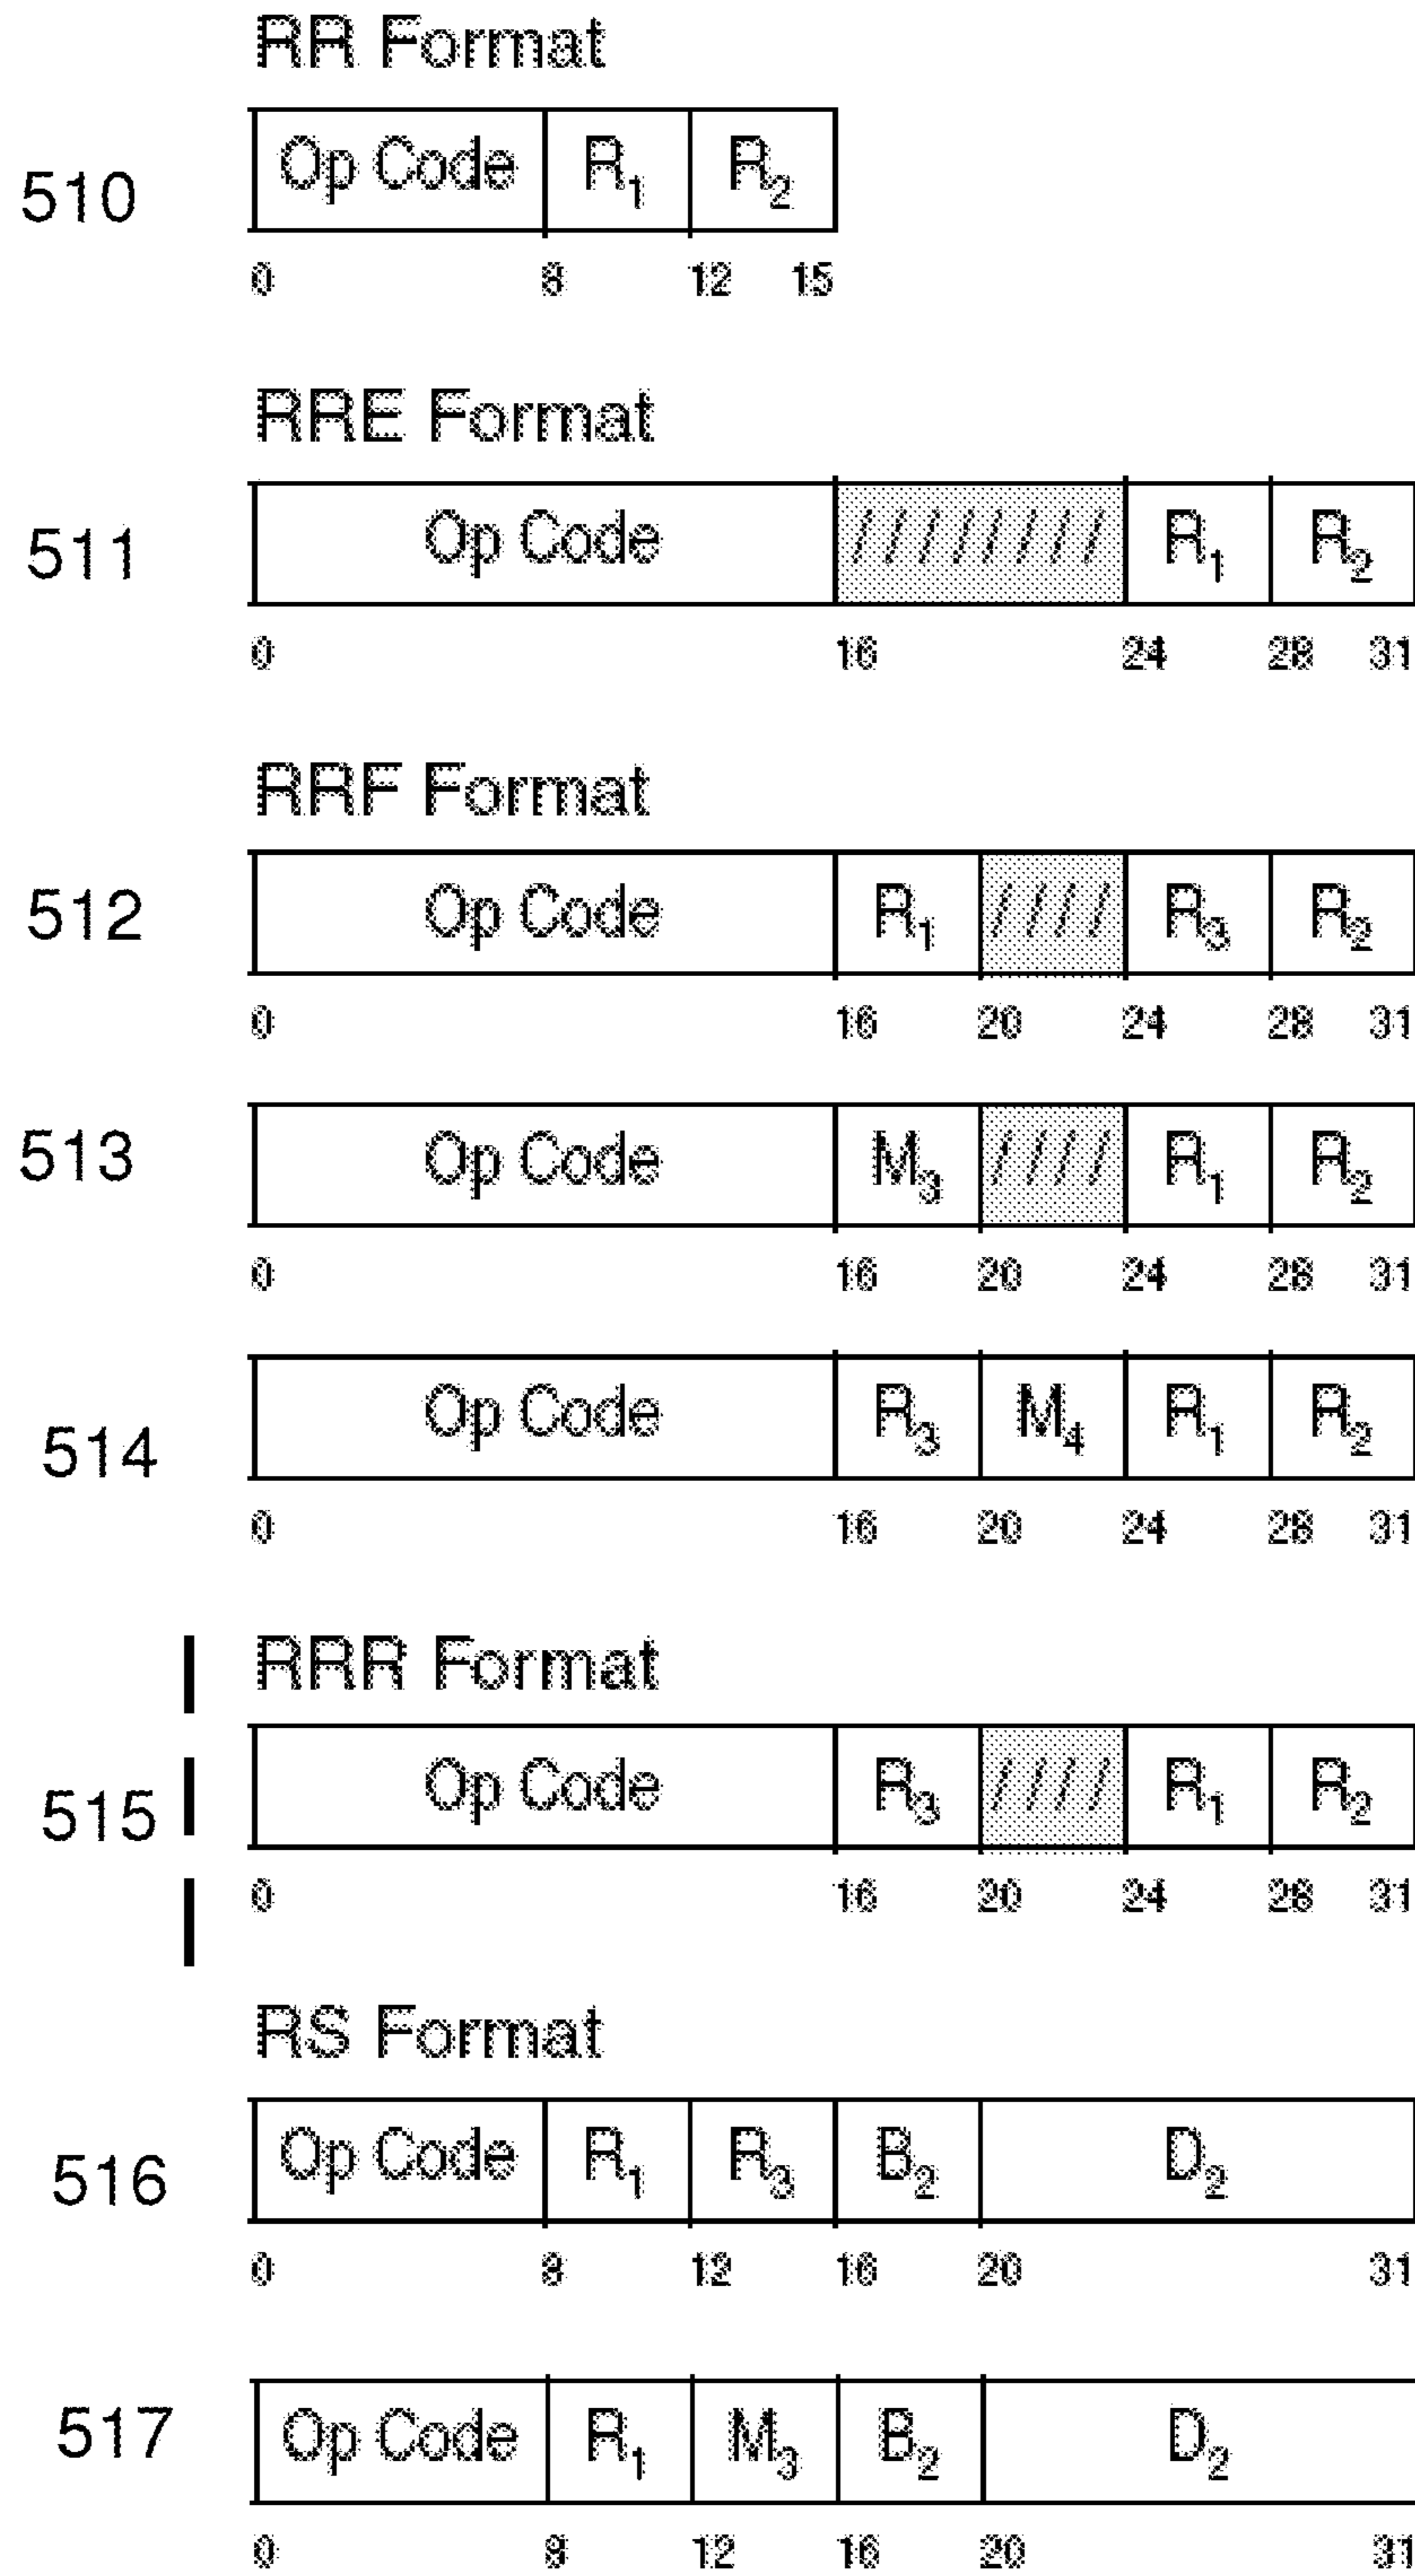 RR Format
510 Op Code R1 R2
0 8 12 15
RRE Format
511 Op Code //////// R1 R2
0 16 24 28 31
RRF Format
512 Op Code R1 //// R3 R2
0 16 20 24 28 31
513 Op Code M3 //// R1 R2
0 16 20 24 28 31
514 Op Code R3 M4 R1 R2
0 16 20 24 28 31
RRR Format
515 Op Code R3 //// R1 R2
0 16 20 24 28 31
RS Format
516 Op Code R1 R3 B2 D2
0 8 12 16 20 31
517 Op Code R1 M3 B2 D2
0 8 12 16 20 31